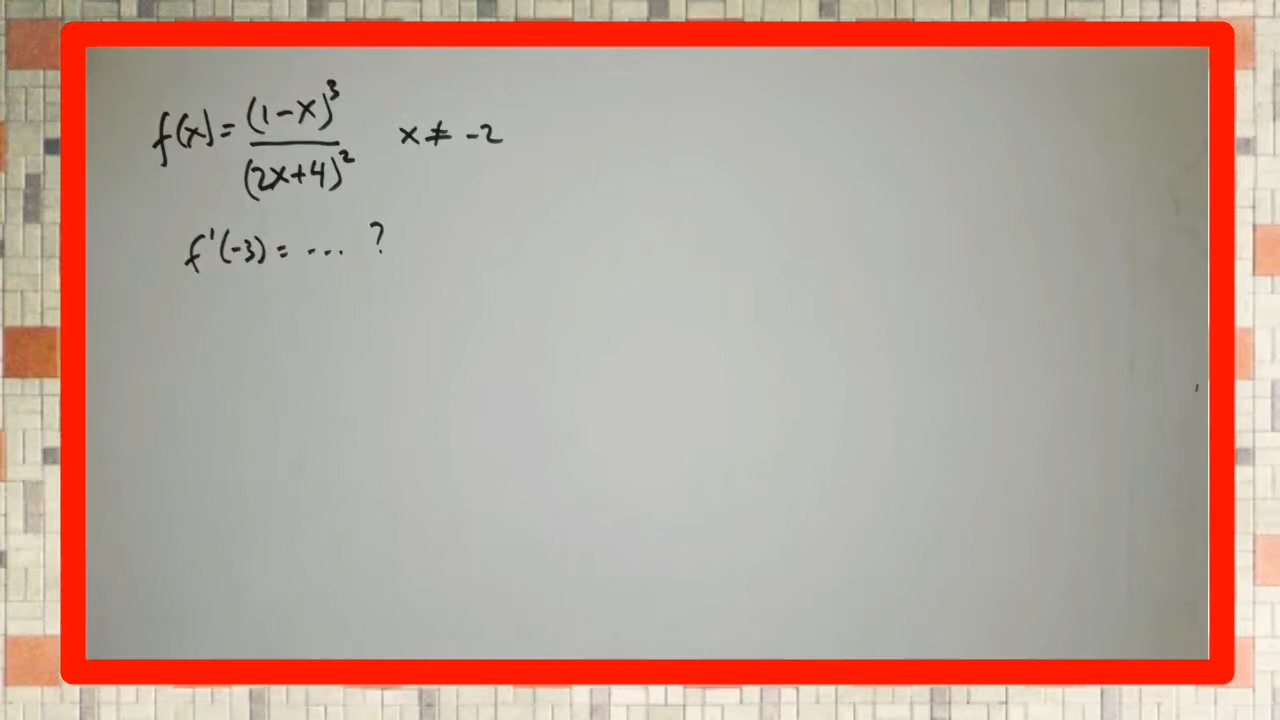 f(x) = (1-x)³ / (2x+4)² x ≠ -2
f'(-3) = ... ?